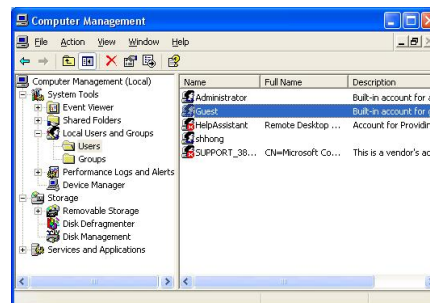 Computer Management
File Action View Window Help
Computer Management (Local)
System Tools
Event Viewer
Shared Folders
Local Users and Groups
Users
Groups
Performance Logs and Alerts
Device Manager
Storage
Removable Storage
Disk Defragmenter
Disk Management
Services and Applications
Name Full Name Description
Administrator Built-in account for a
Guest Built-in account for
HelpAssistant Remote Desktop ... Account for Providin
shhong
SUPPORT_38... CN=Microsoft Co... This is a vendor's ac